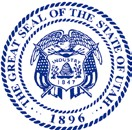 THE GREAT SEAL OF THE STATE OF UTAH
INDUSTRY
1847
1896